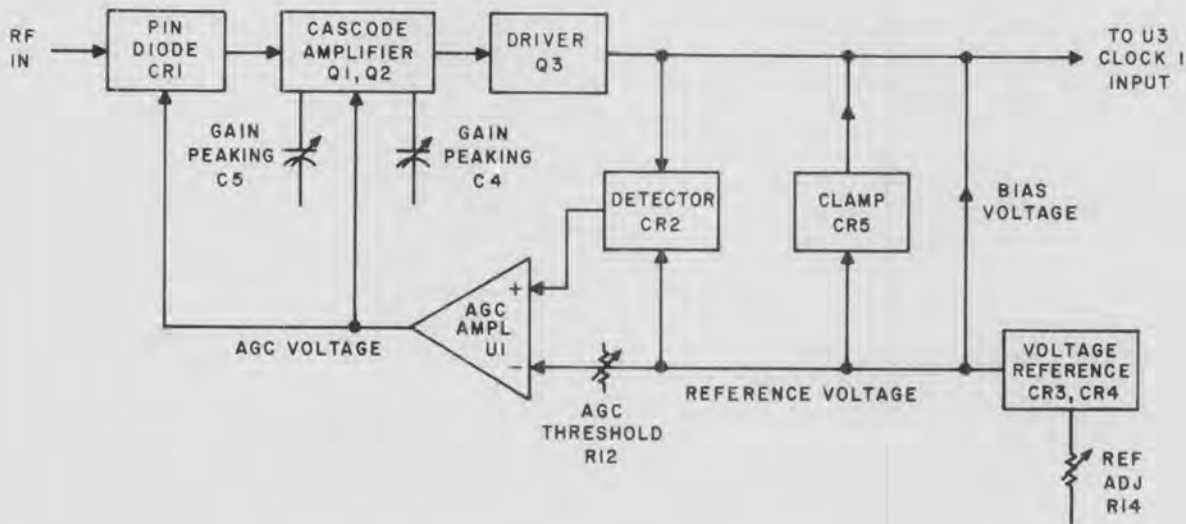 RF
IN
PIN
DIODE
CR1
CASCODE
AMPLIFIER
Q1, Q2
DRIVER
Q3
TO U3
CLOCK 1
INPUT
GAIN
PEAKING
C5
GAIN
PEAKING
C4
DETECTOR
CR2
CLAMP
CR5
BIAS
VOLTAGE
+
AGC
AMPL
U1
−
AGC VOLTAGE
AGC
THRESHOLD
R12
REFERENCE VOLTAGE
VOLTAGE
REFERENCE
CR3, CR4
REF
ADJ
R14